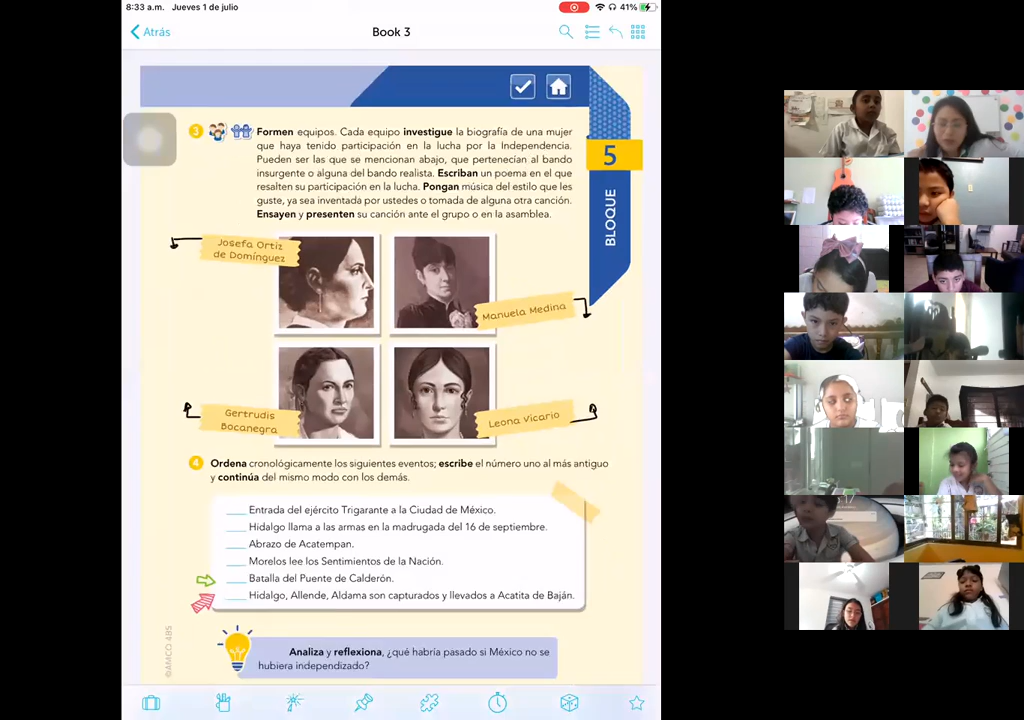 8:33 a.m. Jueves 1 de julio
41%
Atrás
Book 3
3 Formen equipos. Cada equipo investigue la biografía de una mujer
que haya tenido participación en la lucha por la Independencia.
Pueden ser las que se mencionan abajo, que pertenecían al bando
insurgente o alguna del bando realista. Escriban un poema en el que
resalten su participación en la lucha. Pongan música del estilo que les
guste, ya sea inventada por ustedes o tomada de alguna otra canción.
Ensayen y presenten su canción ante el grupo o en la asamblea.
5
BLOQUE
Josefa Ortiz
de Domínguez
Manuela Medina
Gertrudis
Bocanegra
Leona Vicario
4 Ordena cronológicamente los siguientes eventos; escribe el número uno al más antiguo
y continúa del mismo modo con los demás.
___ Entrada del ejército Trigarante a la Ciudad de México.
___ Hidalgo llama a las armas en la madrugada del 16 de septiembre.
___ Abrazo de Acatempan.
___ Morelos lee los Sentimientos de la Nación.
___ Batalla del Puente de Calderón.
___ Hidalgo, Allende, Aldama son capturados y llevados a Acatita de Baján.
©AMCO 485
Analiza y reflexiona, ¿qué habría pasado si México no se
hubiera independizado?